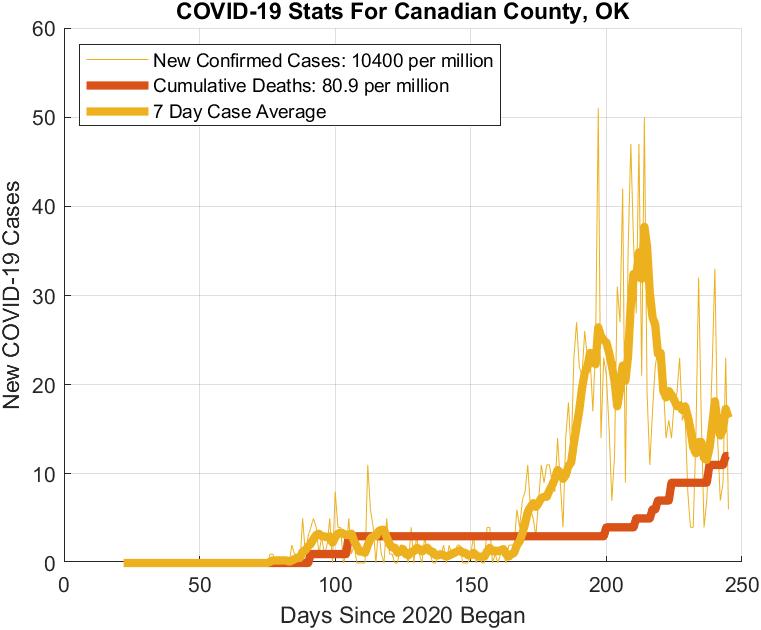 COVID-19 Stats For Canadian County, OK
60
50
40
30
20
10
0
New COVID-19 Cases
New Confirmed Cases: 10400 per million
Cumulative Deaths: 80.9 per million
7 Day Case Average
0 50 100 150 200 250
Days Since 2020 Began